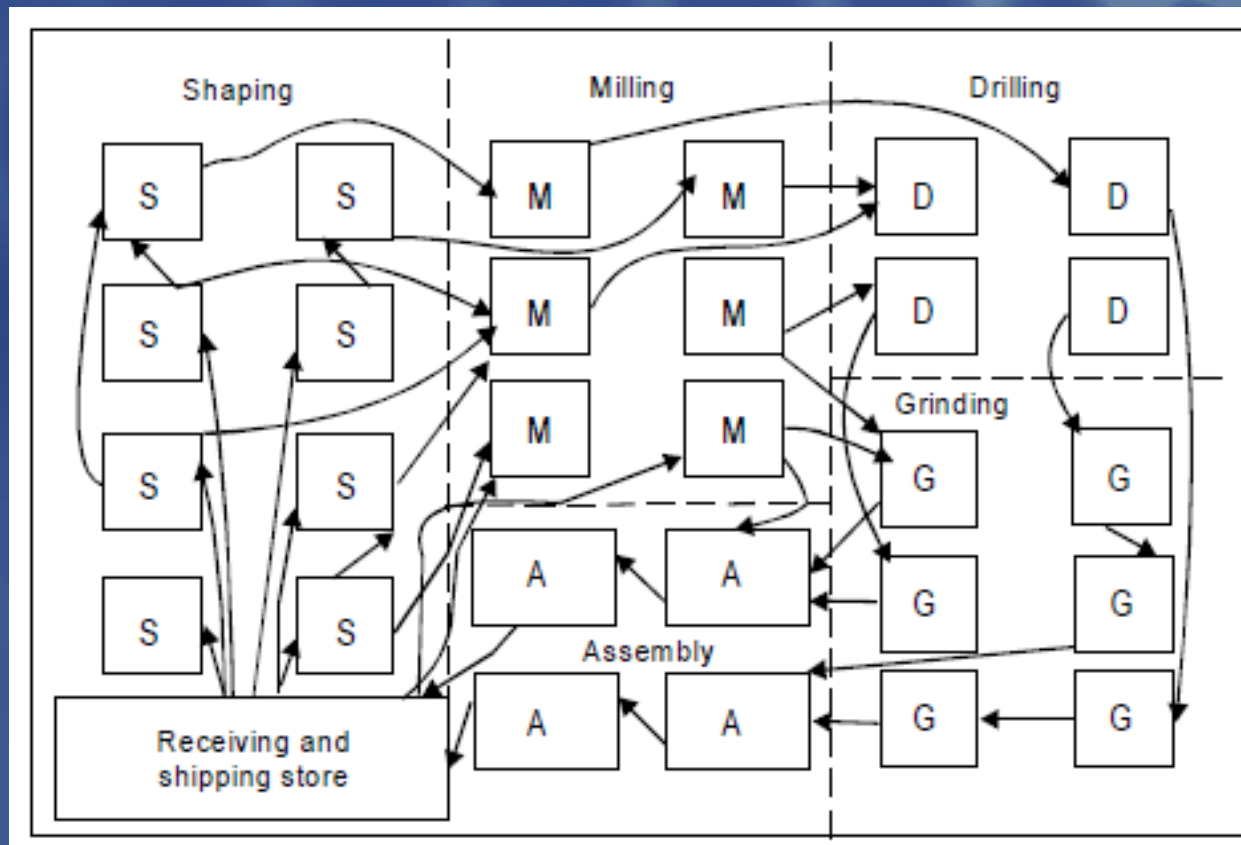 Shaping
Milling
Drilling
S
S
M
M
D
D
S
S
M
M
D
D
Grinding
S
S
M
M
G
G
S
S
A
A
G
G
Assembly
Receiving and
shipping store
A
A
G
G